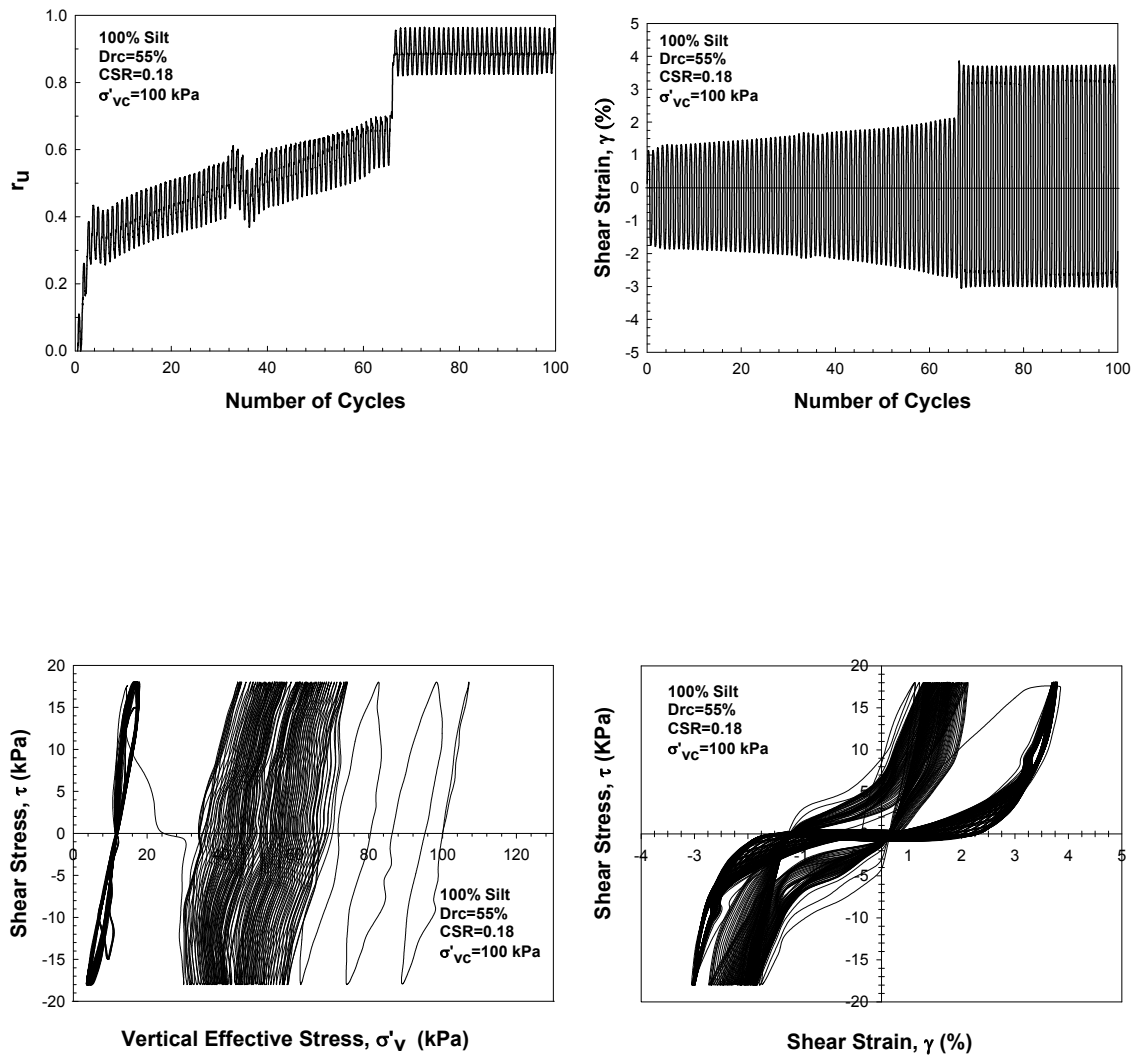 1.0
0.8
0.6
0.4
0.2
0.0
0 20 40 60 80 100
r_u
Number of Cycles
100% Silt
Drc=55%
CSR=0.18
σ'vc=100 kPa
5
4
3
2
1
0
-1
-2
-3
-4
-5
0 20 40 60 80 100
Shear Strain, γ (%)
Number of Cycles
100% Silt
Drc=55%
CSR=0.18
σ'vc=100 kPa
20
15
10
5
0
-5
-10
-15
-20
0 20 40 60 80 100 120
Shear Stress, τ (kPa)
Vertical Effective Stress, σ'v (kPa)
100% Silt
Drc=55%
CSR=0.18
σ'vc=100 kPa
20
15
10
5
-5
-10
-15
-20
-4 -3 -1 1 2 3 4 5
Shear Stress, τ (KPa)
Shear Strain, γ (%)
100% Silt
Drc=55%
CSR=0.18
σ'vc=100 kPa